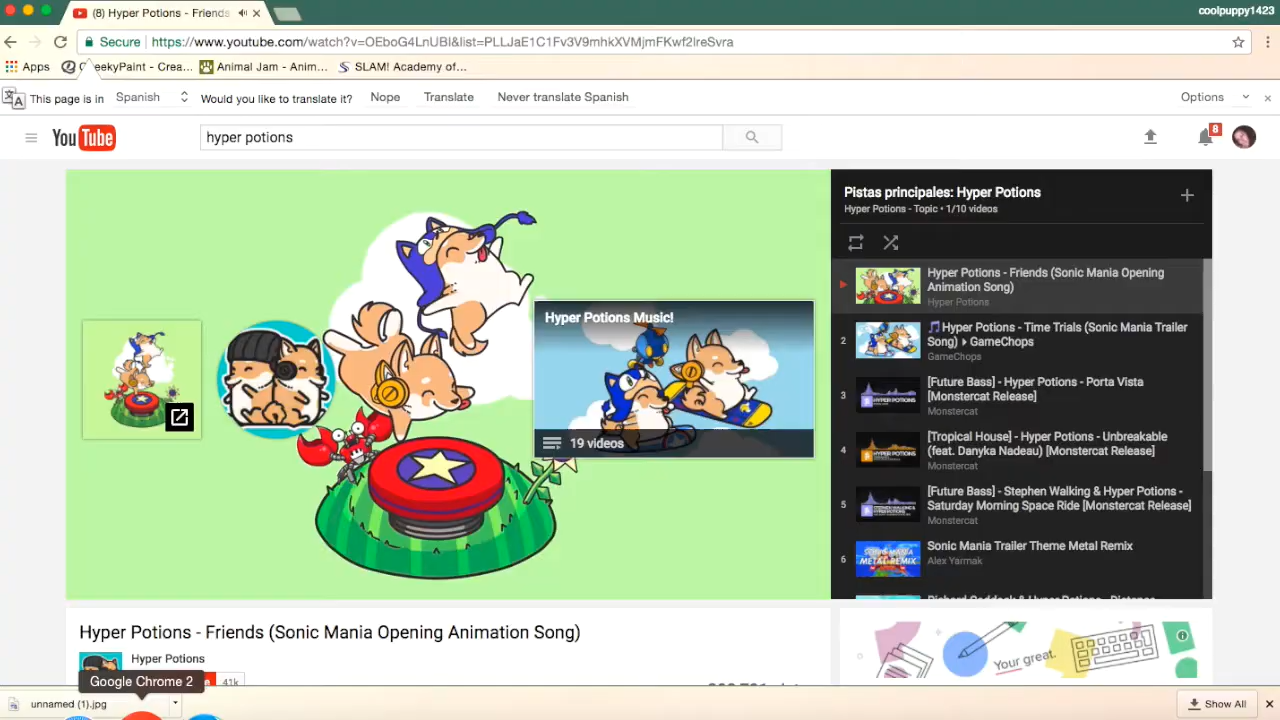 (8) Hyper Potions - Friends
coolpuppy1423
Secure https://www.youtube.com/watch?v=OEboG4LnUBI&list=PLLJaE1C1Fv3V9mhkXVMjmFKwf2lreSvra
Apps
eekyPaint - Crea...
Animal Jam - Anim...
SLAM! Academy of...
This page is in
Spanish
Would you like to translate it?
Nope
Translate
Never translate Spanish
Options
YouTube
hyper potions
8
Pistas principales: Hyper Potions
Hyper Potions - Topic • 1/10 videos
Hyper Potions Music!
19 videos
Hyper Potions - Friends (Sonic Mania Opening
Animation Song)
Hyper Potions
2
🎵Hyper Potions - Time Trials (Sonic Mania Trailer
Song) ▸ GameChops
GameChops
3
[Future Bass] - Hyper Potions - Porta Vista
[Monstercat Release]
Monstercat
4
[Tropical House] - Hyper Potions - Unbreakable
(feat. Danyka Nadeau) [Monstercat Release]
Monstercat
5
[Future Bass] - Stephen Walking & Hyper Potions -
Saturday Morning Space Ride [Monstercat Release]
Monstercat
6
SONIC MANIA
METAL REMIX
Sonic Mania Trailer Theme Metal Remix
Alex Yarmak
Hyper Potions - Friends (Sonic Mania Opening Animation Song)
Hyper Potions
41k
Your great.
Google Chrome 2
unnamed (1).jpg
Show All